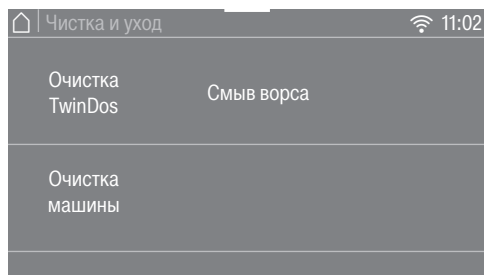 Чистка и уход 11:02
Очистка
TwinDos
Смыв ворса
Очистка
машины